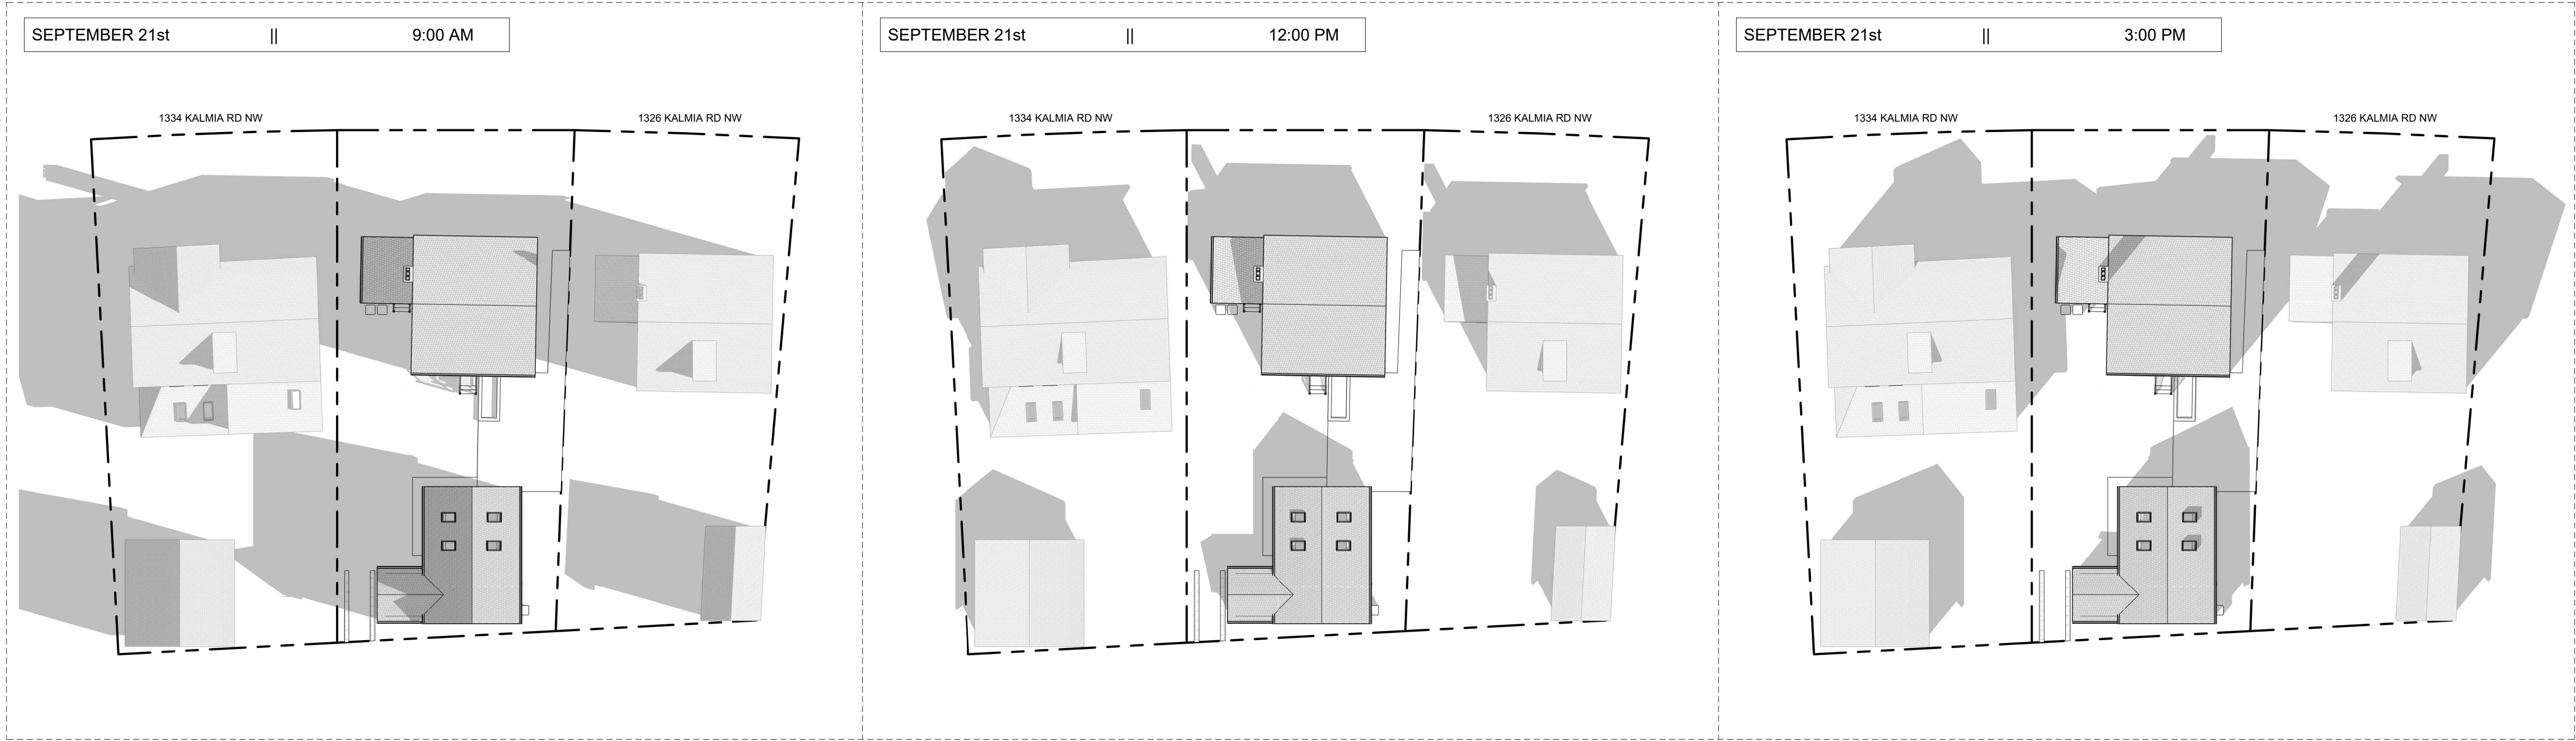 SEPTEMBER 21st || 9:00 AM
1334 KALMIA RD NW
1326 KALMIA RD NW
SEPTEMBER 21st || 12:00 PM
1334 KALMIA RD NW
1326 KALMIA RD NW
SEPTEMBER 21st || 3:00 PM
1334 KALMIA RD NW
1326 KALMIA RD NW